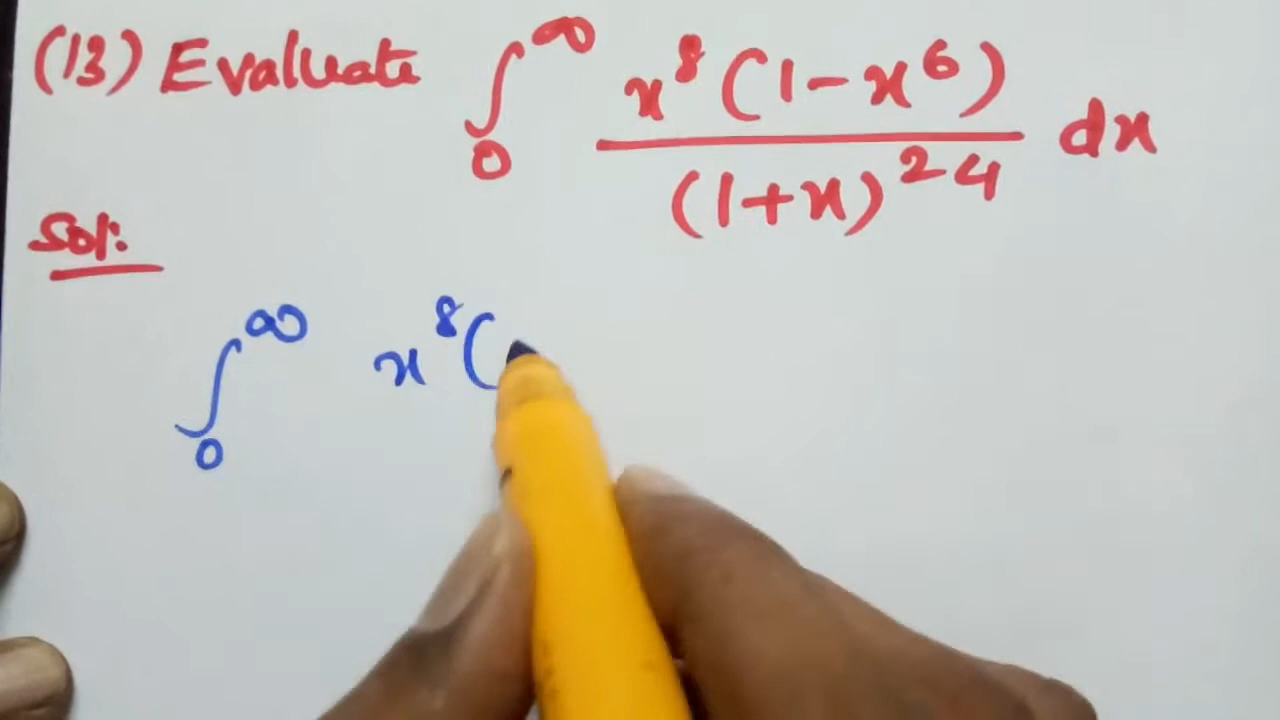 (13) Evaluate ∫₀^∞ x⁸(1-x⁶)/(1+x)²⁴ dx
Sol:
∫₀^∞ x⁸(